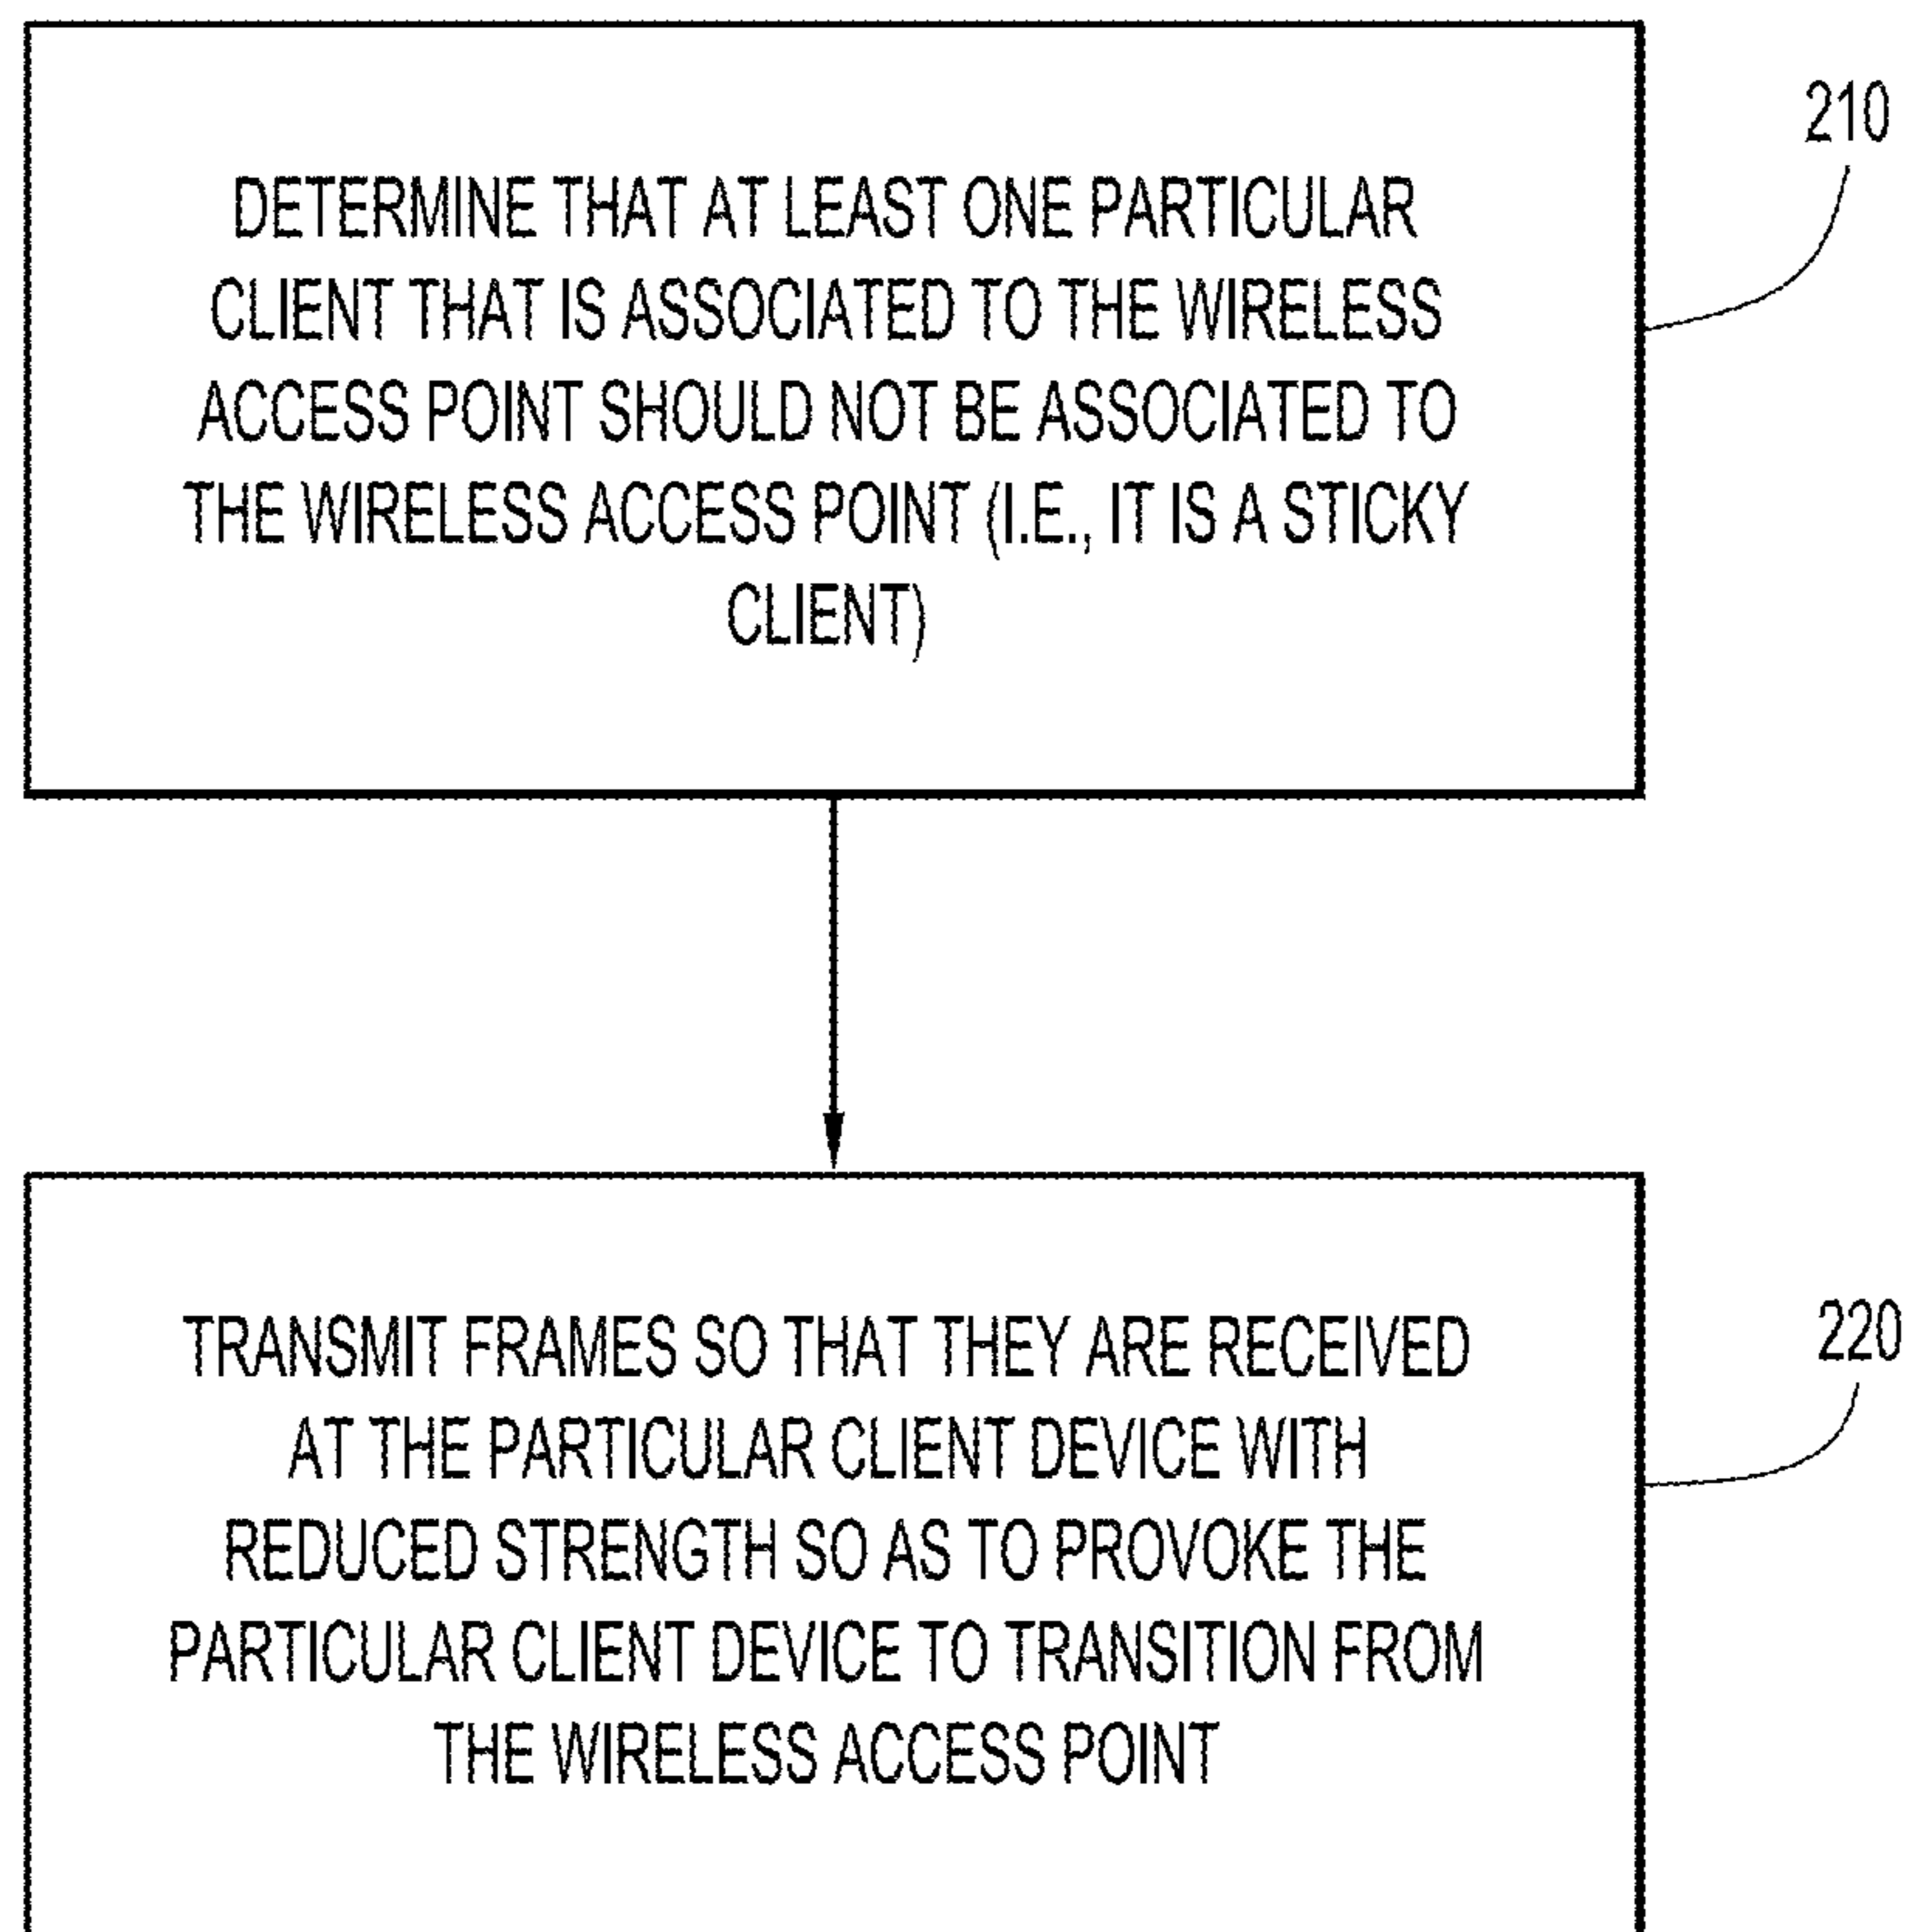 210
DETERMINE THAT AT LEAST ONE PARTICULAR
CLIENT THAT IS ASSOCIATED TO THE WIRELESS
ACCESS POINT SHOULD NOT BE ASSOCIATED TO
THE WIRELESS ACCESS POINT (I.E., IT IS A STICKY
CLIENT)
220
TRANSMIT FRAMES SO THAT THEY ARE RECEIVED
AT THE PARTICULAR CLIENT DEVICE WITH
REDUCED STRENGTH SO AS TO PROVOKE THE
PARTICULAR CLIENT DEVICE TO TRANSITION FROM
THE WIRELESS ACCESS POINT